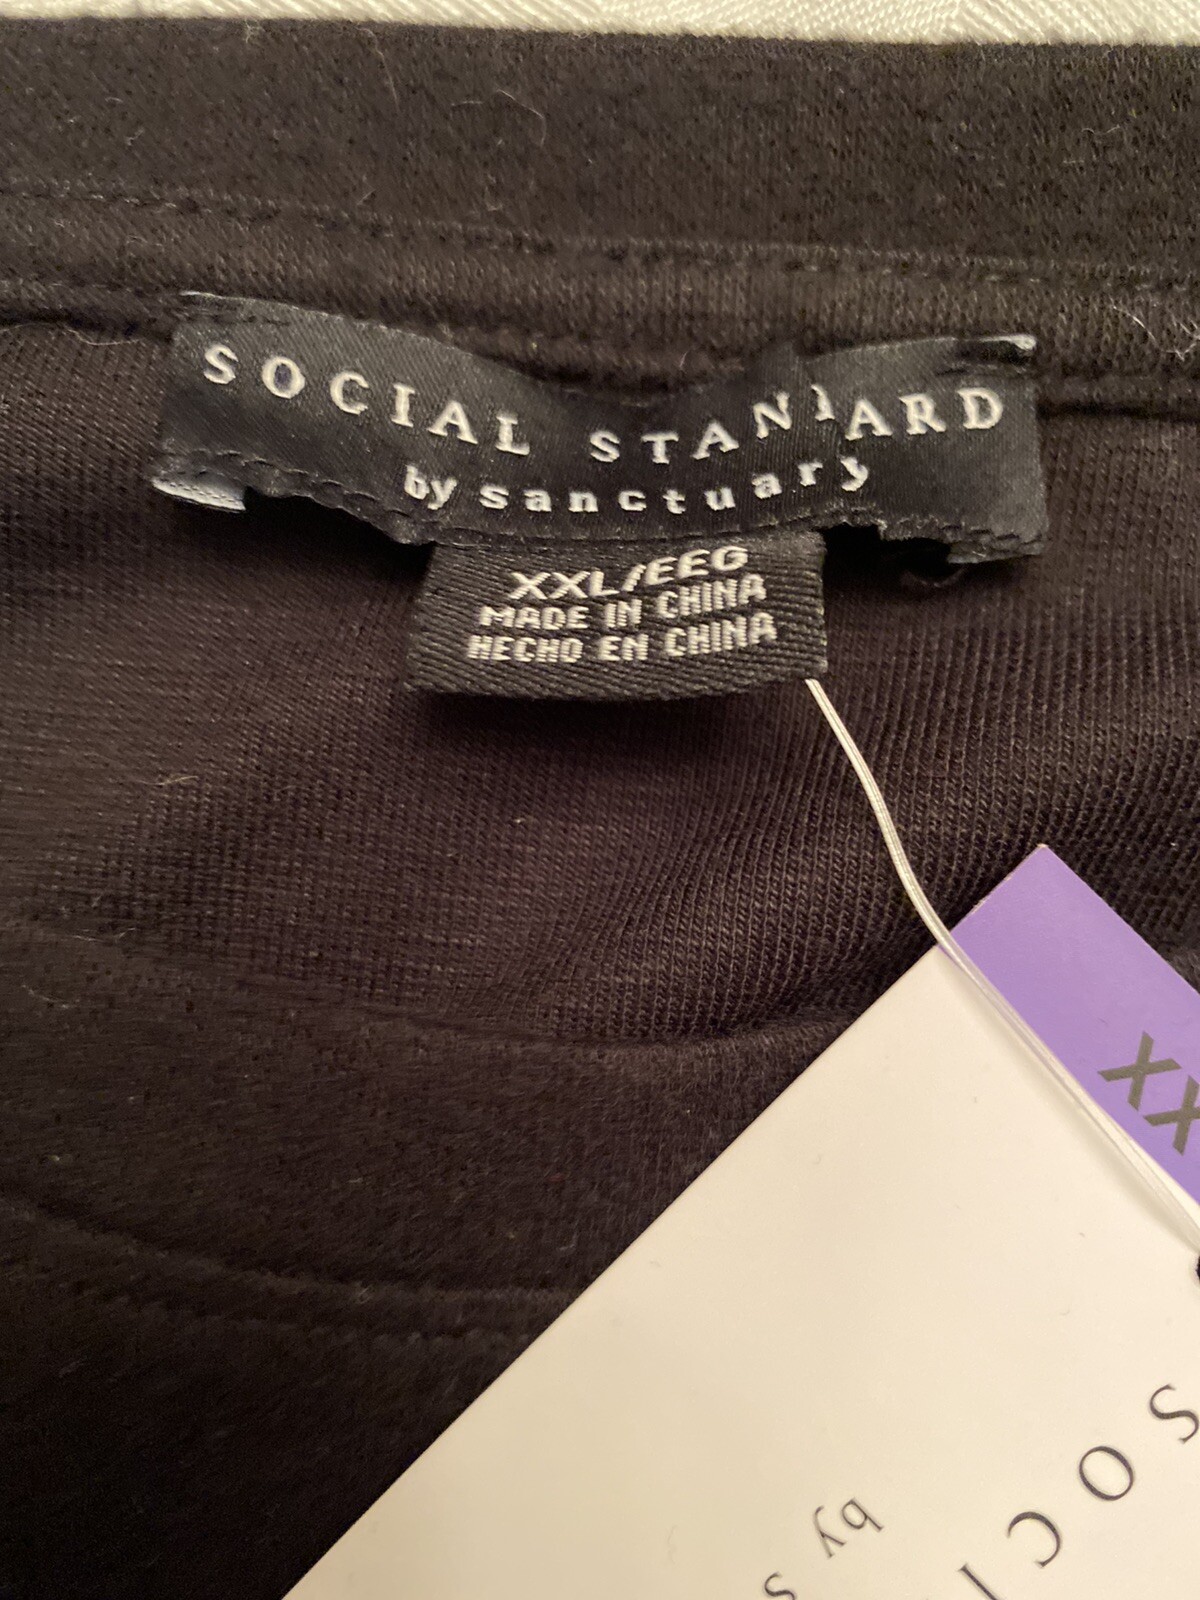 SOCIAL STANDARD
by sanctuary
XXL/EEG
MADE IN CHINA
HECHO EN CHINA
XX
SOCI
by s